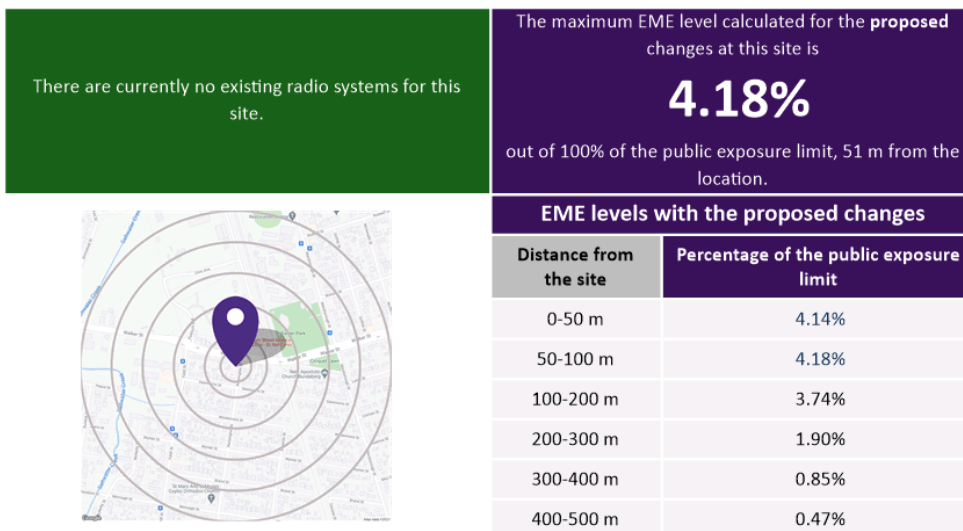 There are currently no existing radio systems for this
site.
The maximum EME level calculated for the proposed
changes at this site is
4.18%
out of 100% of the public exposure limit, 51 m from the
location.
EME levels with the proposed changes
Distance from
the site
Percentage of the public exposure
limit
0-50 m
4.14%
50-100 m
4.18%
100-200 m
3.74%
200-300 m
1.90%
300-400 m
0.85%
400-500 m
0.47%
Walker St
Google